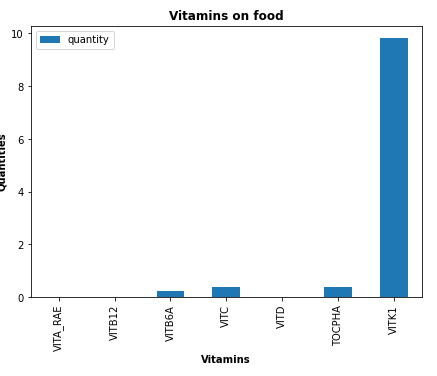 Vitamins on food
quantity
10
8
6
4
2
0
Quantities
VITA_RAE
VITB12
VITB6A
VITC
VITD
TOCPHA
VITK1
Vitamins